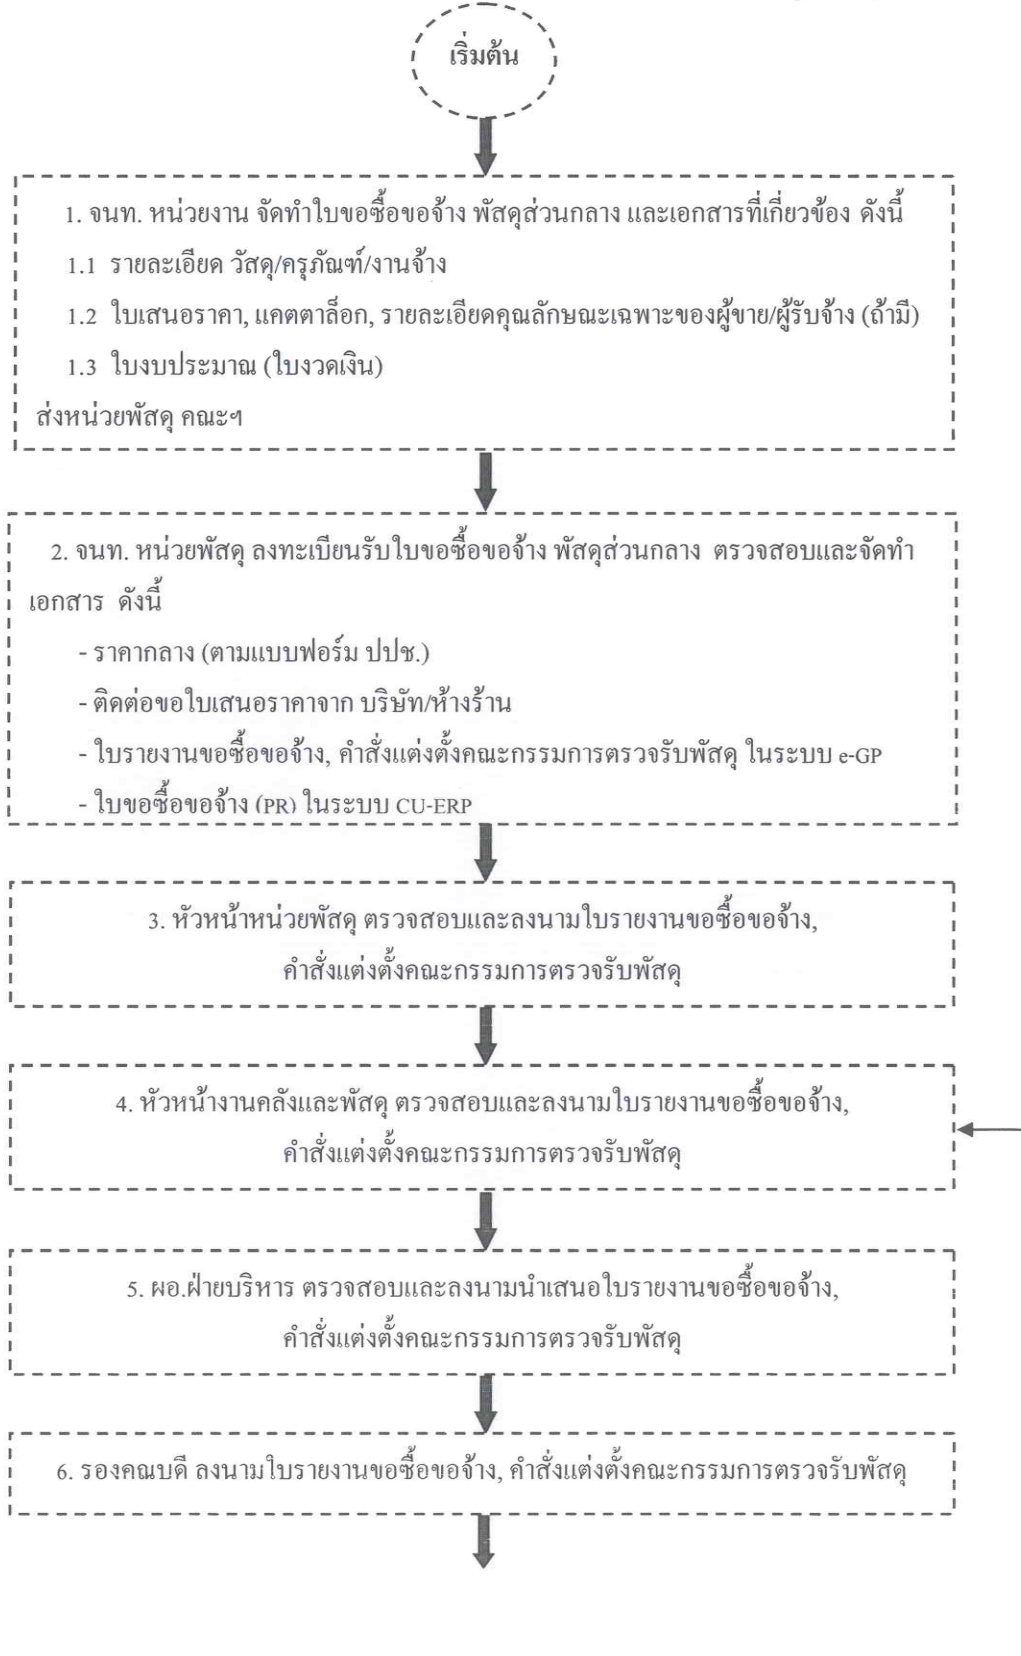 เริ่มต้น
1. จนท. หน่วยงาน จัดทำใบขอซื้อขอจ้าง พัสดุส่วนกลาง และเอกสารที่เกี่ยวข้อง ดังนี้
1.1 รายละเอียด วัสดุ/ครุภัณฑ์/งานจ้าง
1.2 ใบเสนอราคา, แคตตาล็อก, รายละเอียดคุณลักษณะเฉพาะของผู้ขาย/ผู้รับจ้าง (ถ้ามี)
1.3 ใบงบประมาณ (ใบงวดเงิน)
ส่งหน่วยพัสดุ คณะฯ
2. จนท. หน่วยพัสดุ ลงทะเบียนรับใบขอซื้อขอจ้าง พัสดุส่วนกลาง ตรวจสอบและจัดทำ
เอกสาร ดังนี้
- ราคากลาง (ตามแบบฟอร์ม ปปช.)
- ติดต่อขอใบเสนอราคาจาก บริษัท/ห้างร้าน
- ใบรายงานขอซื้อขอจ้าง, คำสั่งแต่งตั้งคณะกรรมการตรวจรับพัสดุ ในระบบ e-GP
- ใบขอซื้อขอจ้าง (PR) ในระบบ CU-ERP
3. หัวหน้าหน่วยพัสดุ ตรวจสอบและลงนามใบรายงานขอซื้อขอจ้าง,
คำสั่งแต่งตั้งคณะกรรมการตรวจรับพัสดุ
4. หัวหน้างานคลังและพัสดุ ตรวจสอบและลงนามใบรายงานขอซื้อขอจ้าง,
คำสั่งแต่งตั้งคณะกรรมการตรวจรับพัสดุ
5. ผอ.ฝ่ายบริหาร ตรวจสอบและลงนามนำเสนอใบรายงานขอซื้อขอจ้าง,
คำสั่งแต่งตั้งคณะกรรมการตรวจรับพัสดุ
6. รองคณบดี ลงนามใบรายงานขอซื้อขอจ้าง, คำสั่งแต่งตั้งคณะกรรมการตรวจรับพัสดุ